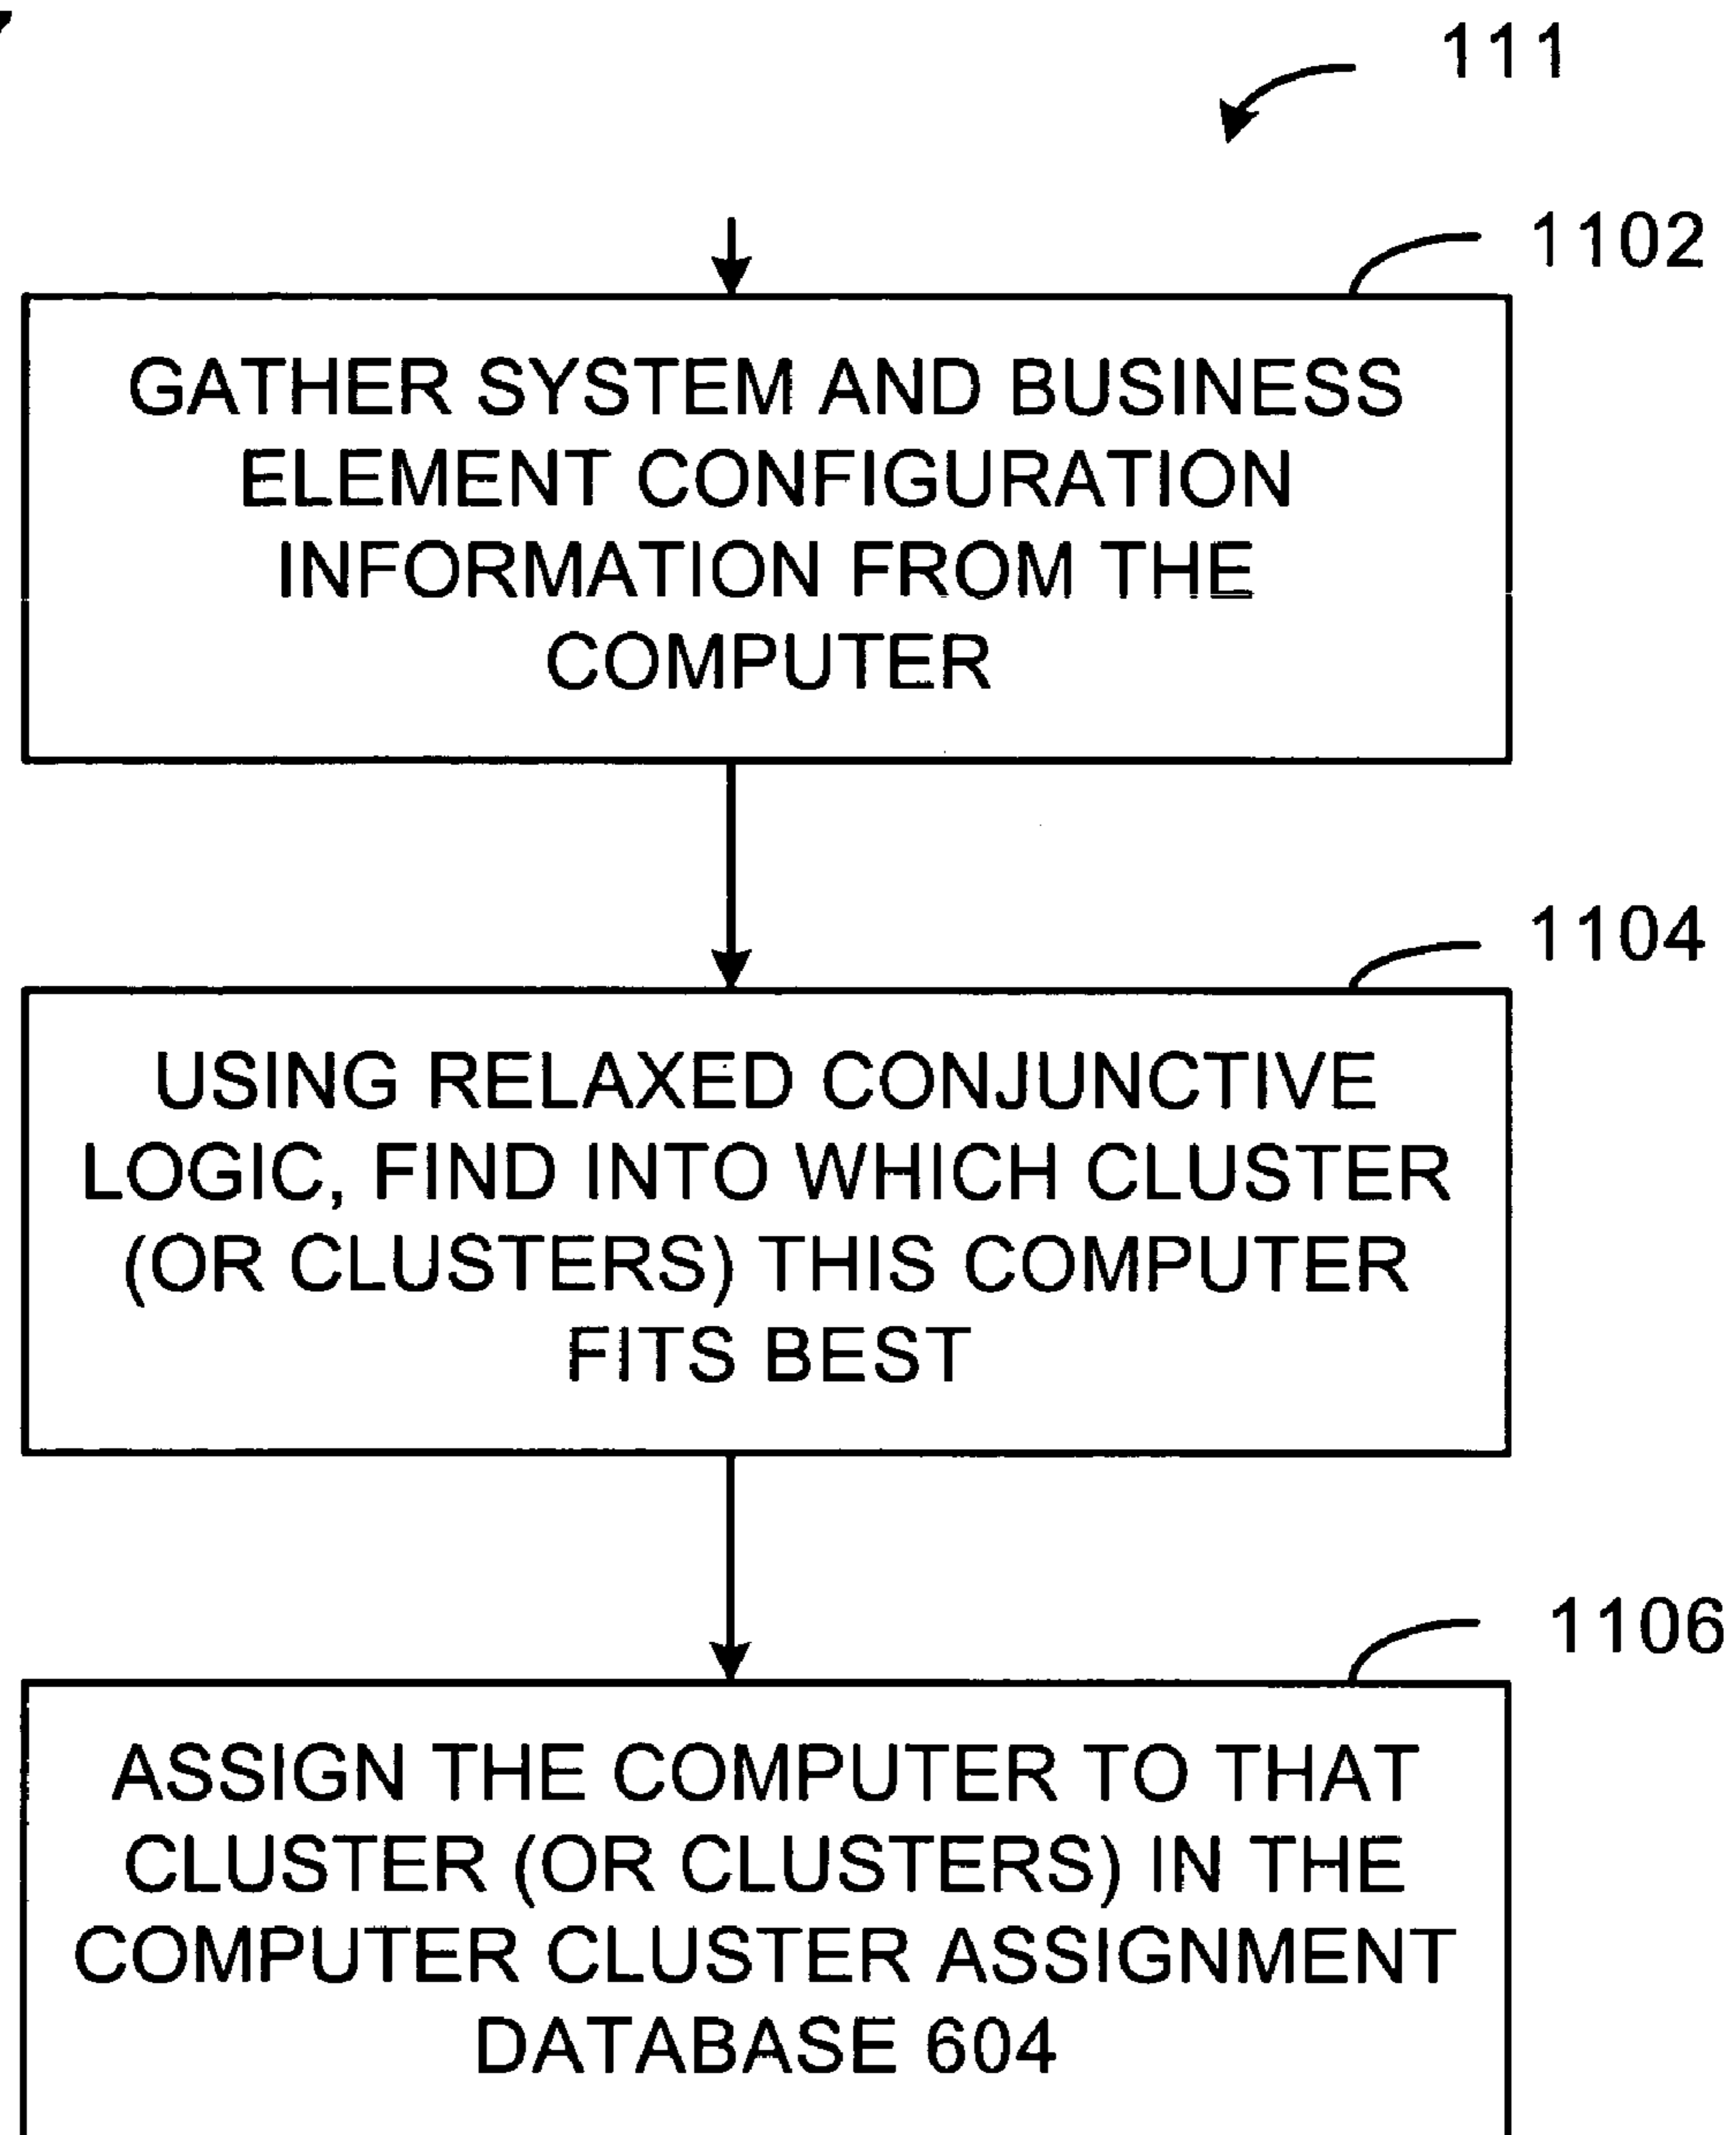 111
1102
GATHER SYSTEM AND BUSINESS
ELEMENT CONFIGURATION
INFORMATION FROM THE
COMPUTER
1104
USING RELAXED CONJUNCTIVE
LOGIC, FIND INTO WHICH CLUSTER
(OR CLUSTERS) THIS COMPUTER
FITS BEST
1106
ASSIGN THE COMPUTER TO THAT
CLUSTER (OR CLUSTERS) IN THE
COMPUTER CLUSTER ASSIGNMENT
DATABASE 604